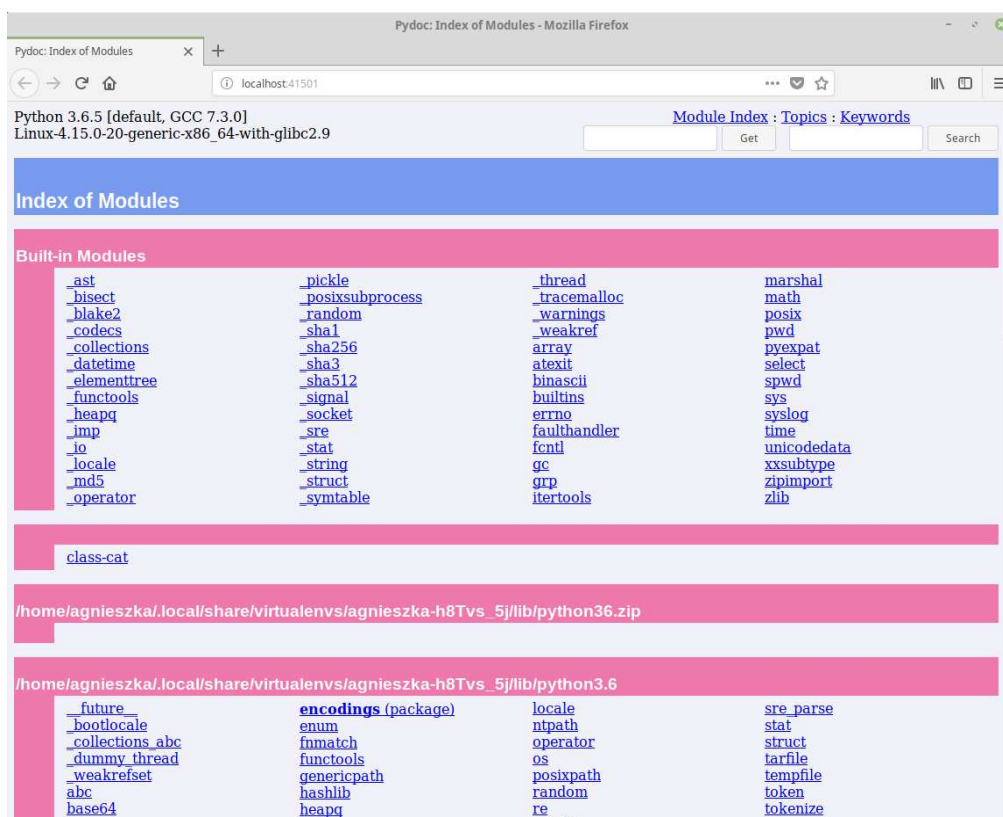 Pydoc: Index of Modules - Mozilla Firefox
Pydoc: Index of Modules
localhost:41501
Python 3.6.5 [default, GCC 7.3.0]
Linux-4.15.0-20-generic-x86_64-with-glibc2.9
Module Index : Topics : Keywords
Get Search
Index of Modules
Built-in Modules
_ast _pickle _thread marshal
_bisect _posixsubprocess _tracemalloc math
_blake2 _random _warnings posix
_codecs _sha1 _weakref pwd
_collections _sha256 array pyexpat
_datetime _sha3 atexit select
_elementtree _sha512 binascii spwd
_functools _signal builtins sys
_heapq _socket errno syslog
_imp _sre faulthandler time
_io _stat fcntl unicodedata
_locale _string gc xxsubtype
_md5 _struct grp zipimport
_operator _symtable itertools zlib
class-cat
/home/agnieszka/.local/share/virtualenvs/agnieszka-h8Tvs_5j/lib/python36.zip
/home/agnieszka/.local/share/virtualenvs/agnieszka-h8Tvs_5j/lib/python3.6
__future__ encodings (package) locale sre_parse
_bootlocale enum ntpath stat
_collections_abc fnmatch operator struct
_dummy_thread functools os tarfile
_weakrefset genericpath posixpath tempfile
abc hashlib random token
base64 heapq re tokenize